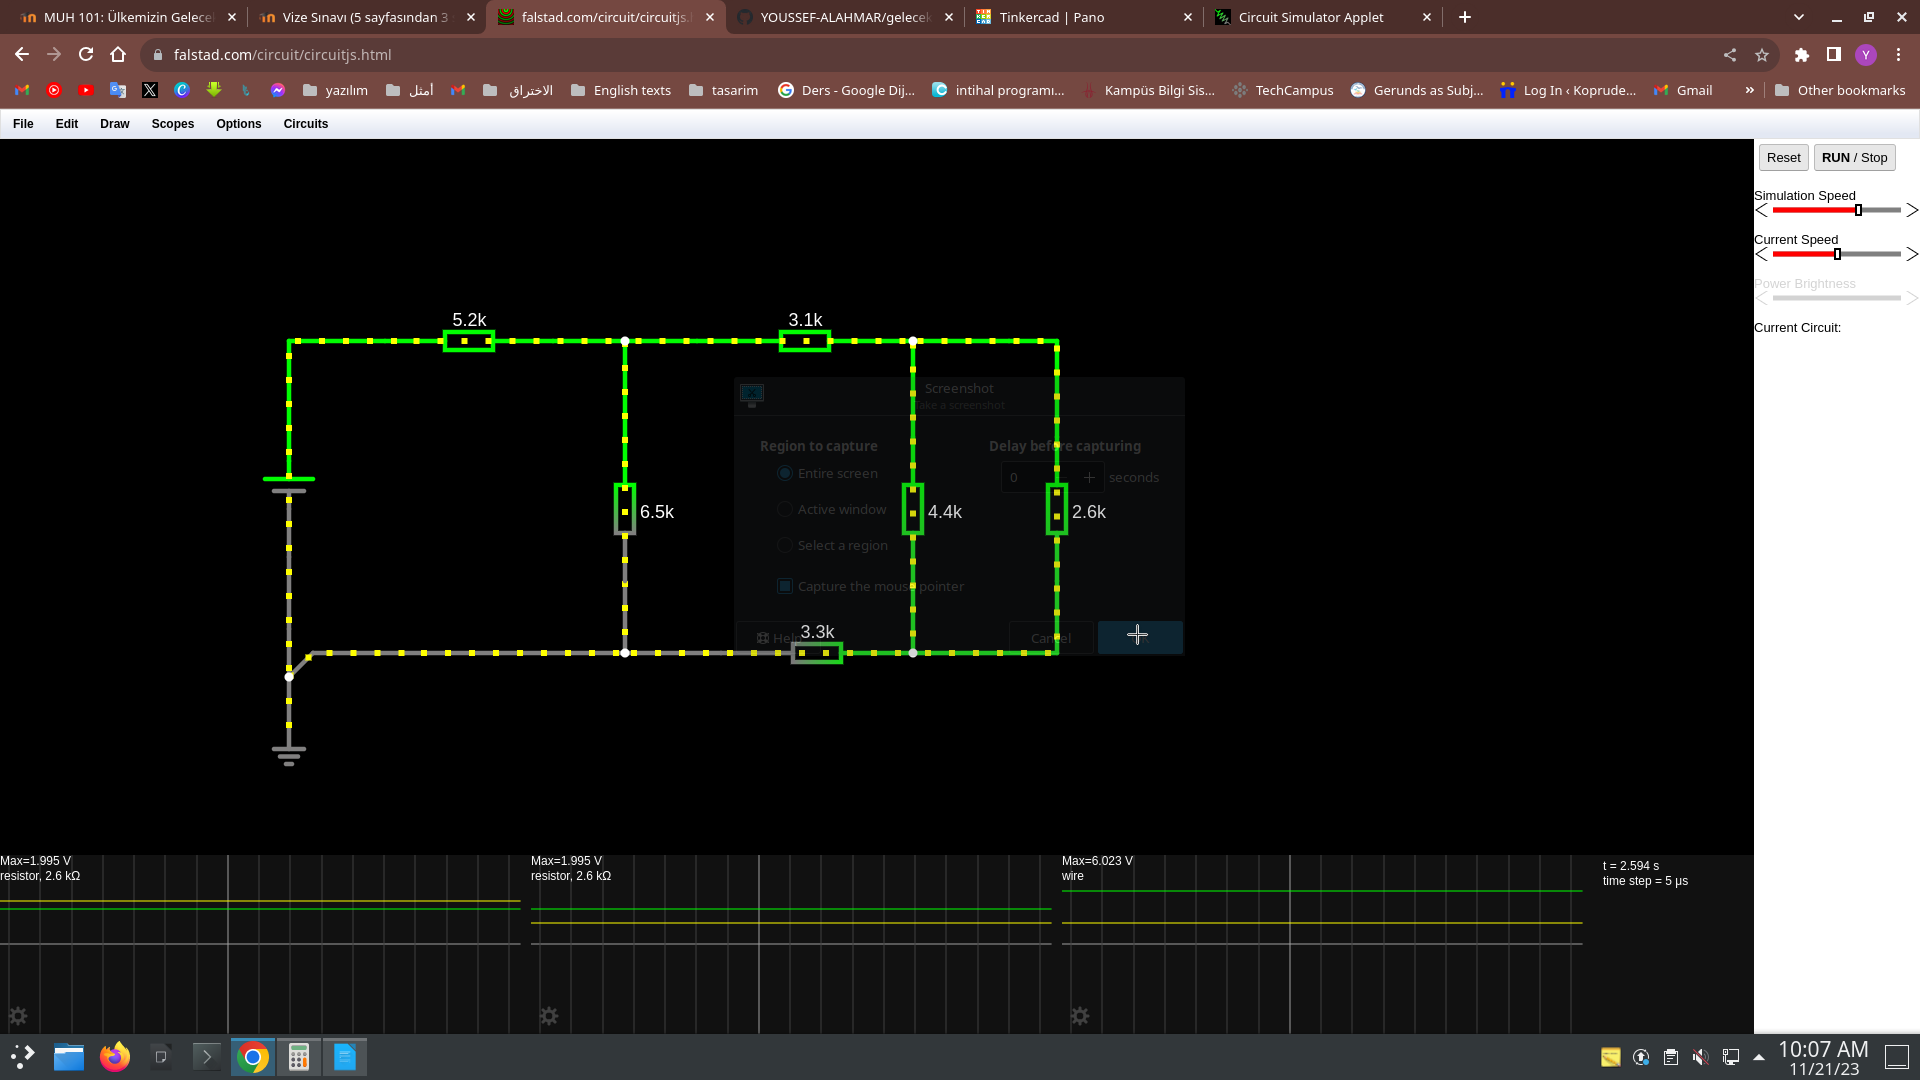 MUH 101: Ülkemizin Gelece
Vize Sınavı (5 sayfasından 3
falstad.com/circuit/circuitjs.
YOUSSEF-ALAHMAR/gelecek
Tinkercad | Pano
Circuit Simulator Applet
falstad.com/circuit/circuitjs.html
Y
yazılım
أمثل
الاختراق
English texts
tasarim
Ders - Google Dij...
intihal programı...
Kampüs Bilgi Sis...
TechCampus
Gerunds as Subj...
Log In ‹ Koprude...
Gmail
»
Other bookmarks
File Edit Draw Scopes Options Circuits
Reset
RUN / Stop
Simulation Speed
Current Speed
Power Brightness
Current Circuit:
5.2k
3.1k
Screenshot
Take a screenshot
Region to capture
Delay before capturing
Entire screen
0
seconds
Active window
6.5k
4.4k
2.6k
Select a region
Capture the mouse pointer
3.3k
Help
Cancel
Max=1.995 V
resistor, 2.6 kΩ
Max=1.995 V
resistor, 2.6 kΩ
Max=6.023 V
wire
t = 2.594 s
time step = 5 μs
10:07 AM
11/21/23